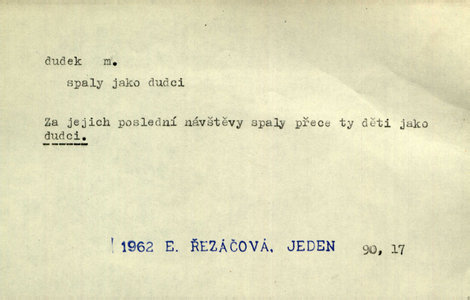 dudek m.
spaly jako dudci
Za jejich poslední návštěvy spaly přece ty děti jako
dudci.
1962 E. ŘEZÁČOVÁ, JEDEN 90, 17